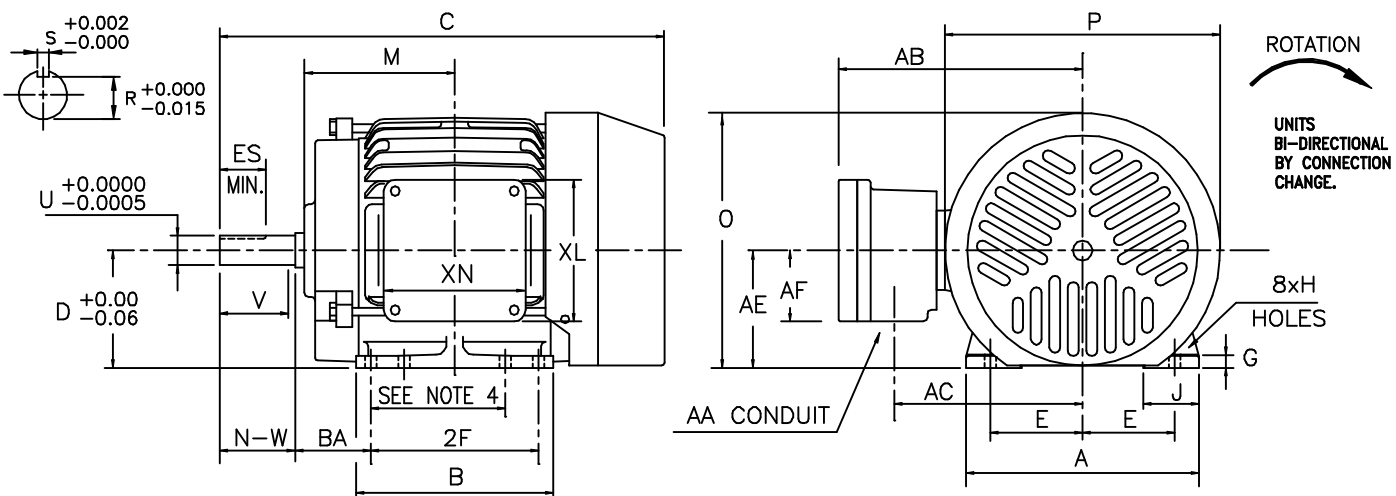 S +0.002
-0.000
C
M
R +0.000
-0.015
ES
MIN.
U +0.0000
-0.0005
XL
XN
D +0.00
-0.06
V
SEE NOTE 4
N-W
BA
2F
B
P
AB
O
AE
AF
AC
AA CONDUIT
E
E
J
A
G
8xH
HOLES
ROTATION
UNITS
BI-DIRECTIONAL
BY CONNECTION
CHANGE.